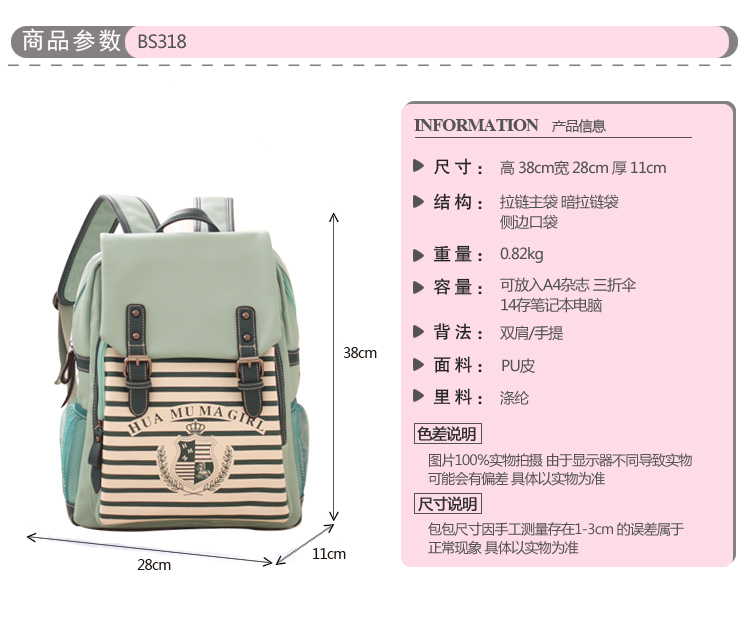 商品参数 BS318
INFORMATION 产品信息
尺寸： 高 38cm宽 28cm 厚 11cm
结构： 拉链主袋 暗拉链袋
侧边口袋
重量： 0.82kg
容量： 可放入A4杂志 三折伞
14存笔记本电脑
背法： 双肩/手提
面料： PU皮
里料： 涤纶
色差说明
图片100%实物拍摄 由于显示器不同导致实物
可能会有偏差 具体以实物为准
尺寸说明
包包尺寸因手工测量存在1-3cm 的误差属于
正常现象 具体以实物为准
38cm
HUA MU MAGIRL
28cm
11cm